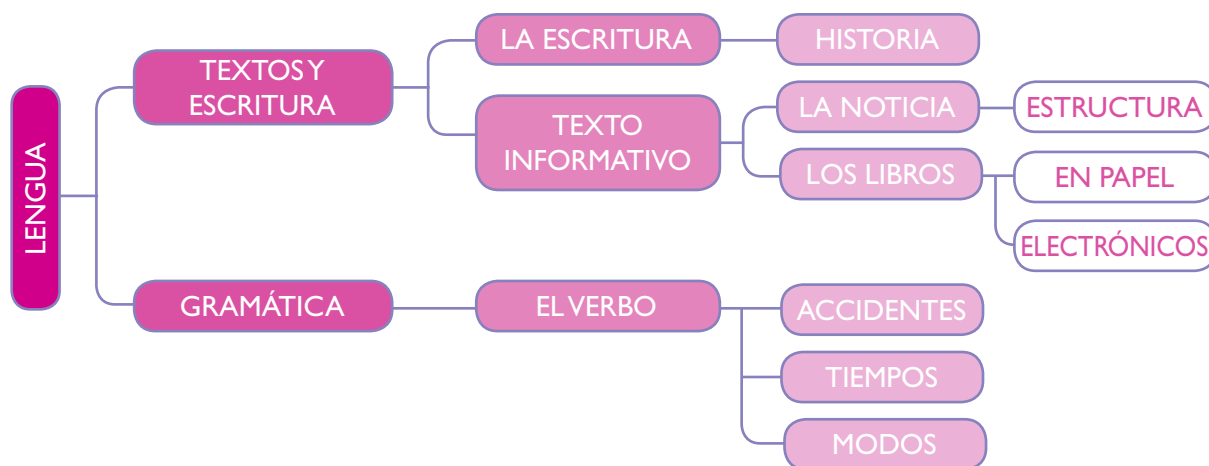 LENGUA
TEXTOS Y
ESCRITURA
LA ESCRITURA
HISTORIA
TEXTO
INFORMATIVO
LA NOTICIA
ESTRUCTURA
LOS LIBROS
EN PAPEL
ELECTRÓNICOS
GRAMÁTICA
EL VERBO
ACCIDENTES
TIEMPOS
MODOS